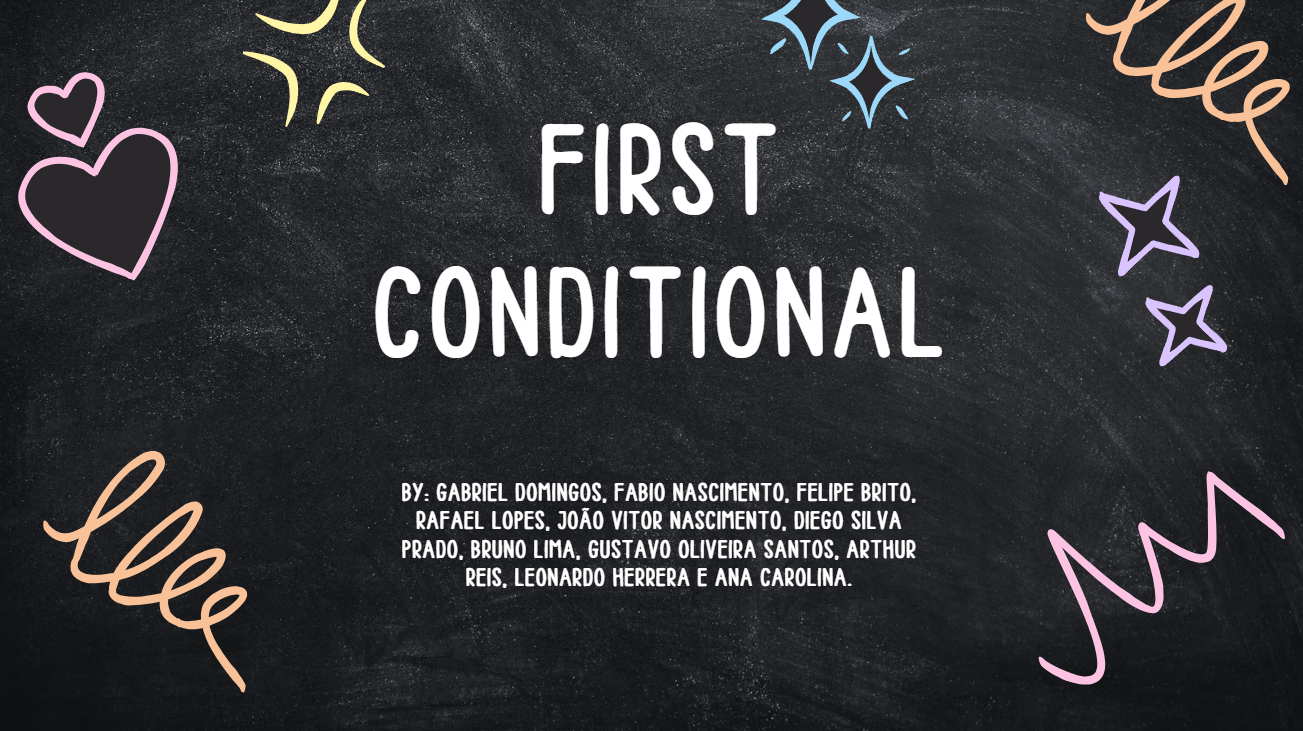 FIRST
CONDITIONAL
BY: GABRIEL DOMINGOS, FABIO NASCIMENTO, FELIPE BRITO,
RAFAEL LOPES, JOÃO VITOR NASCIMENTO, DIEGO SILVA
PRADO, BRUNO LIMA, GUSTAVO OLIVEIRA SANTOS, ARTHUR
REIS, LEONARDO HERRERA E ANA CAROLINA.